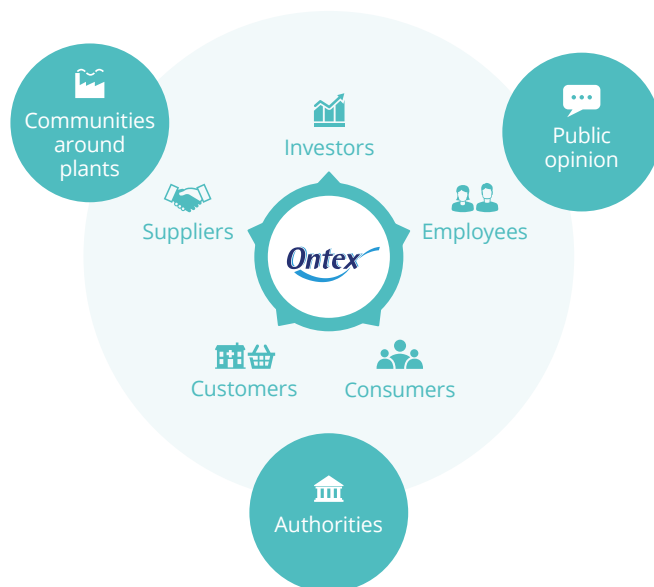 Communities
around
plants
Public
opinion
Investors
Suppliers
Employees
Ontex
Customers
Consumers
Authorities